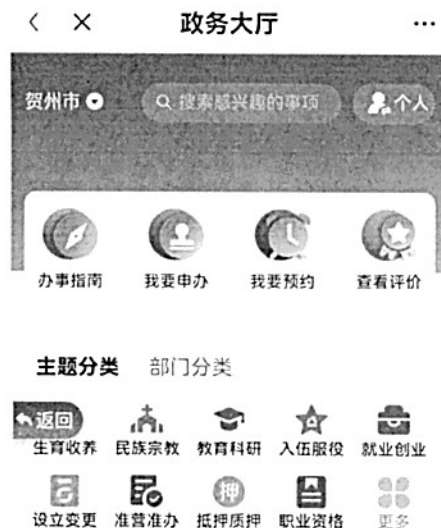 政务大厅
贺州市
搜索感兴趣的事项
个人
办事指南 我要申办 我要预约 查看评价
主题分类 部门分类
返回
生育收养 民族宗教 教育科研 入伍服役 就业创业
押
设立变更 准营准办 抵押质押 职业资格 更多